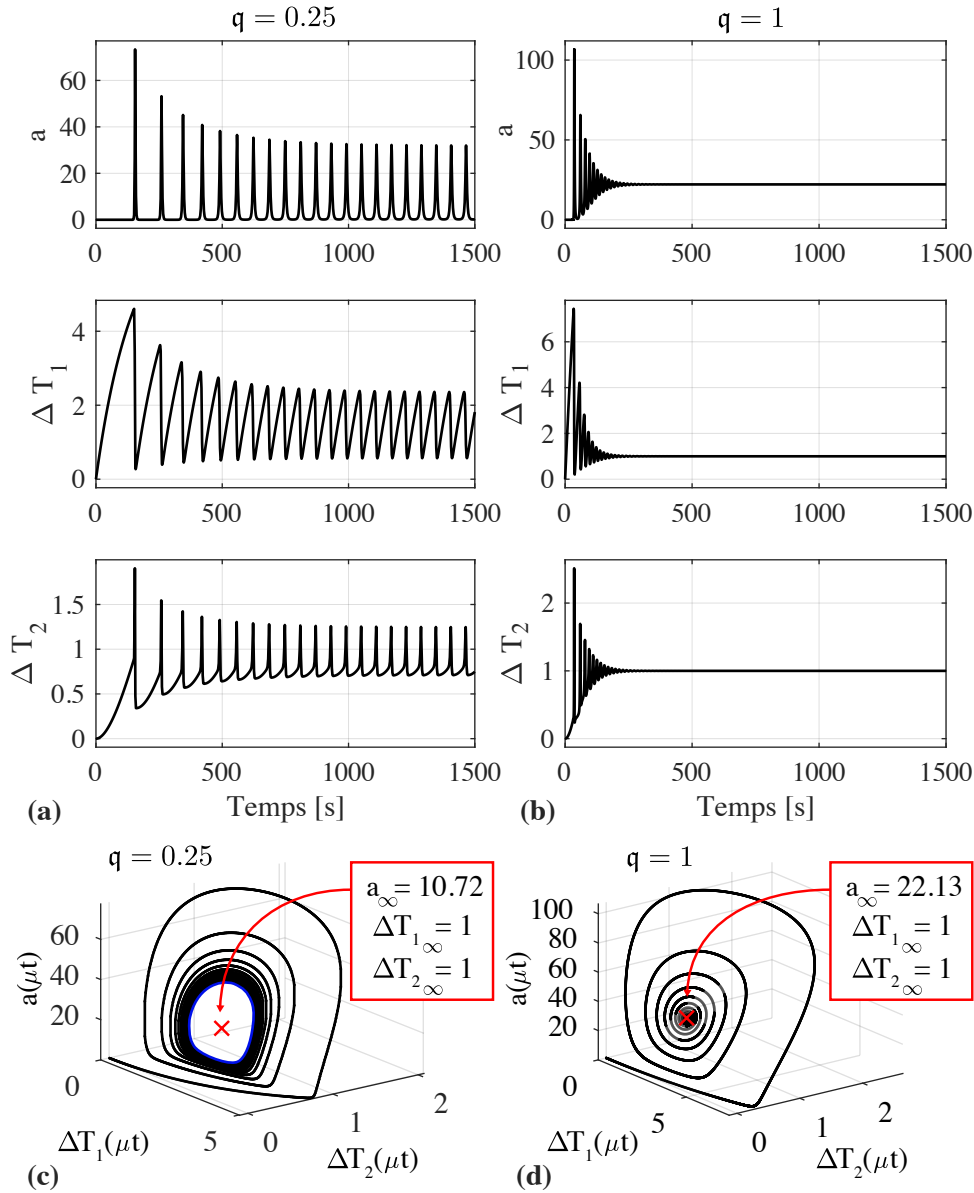 𝔮 = 0.25
𝔮 = 1
a
60
40
20
0
0 500 1000 1500
a
100
50
0
0 500 1000 1500
Δ T₁
4
2
0
0 500 1000 1500
Δ T₁
6
4
2
0
0 500 1000 1500
Δ T₂
1.5
1
0.5
0
0 500 1000 1500
Temps [s]
(a)
Δ T₂
2
1
0
0 500 1000 1500
Temps [s]
(b)
𝔮 = 0.25
a∞ = 10.72
ΔT₁∞ = 1
ΔT₂∞ = 1
a(μt)
60
40
20
0
5
ΔT₁(μt)
0
1
2
ΔT₂(μt)
(c)
𝔮 = 1
a∞ = 22.13
ΔT₁∞ = 1
ΔT₂∞ = 1
a(μt)
100
80
60
40
20
0
5
ΔT₁(μt)
0
1
2
ΔT₂(μt)
(d)